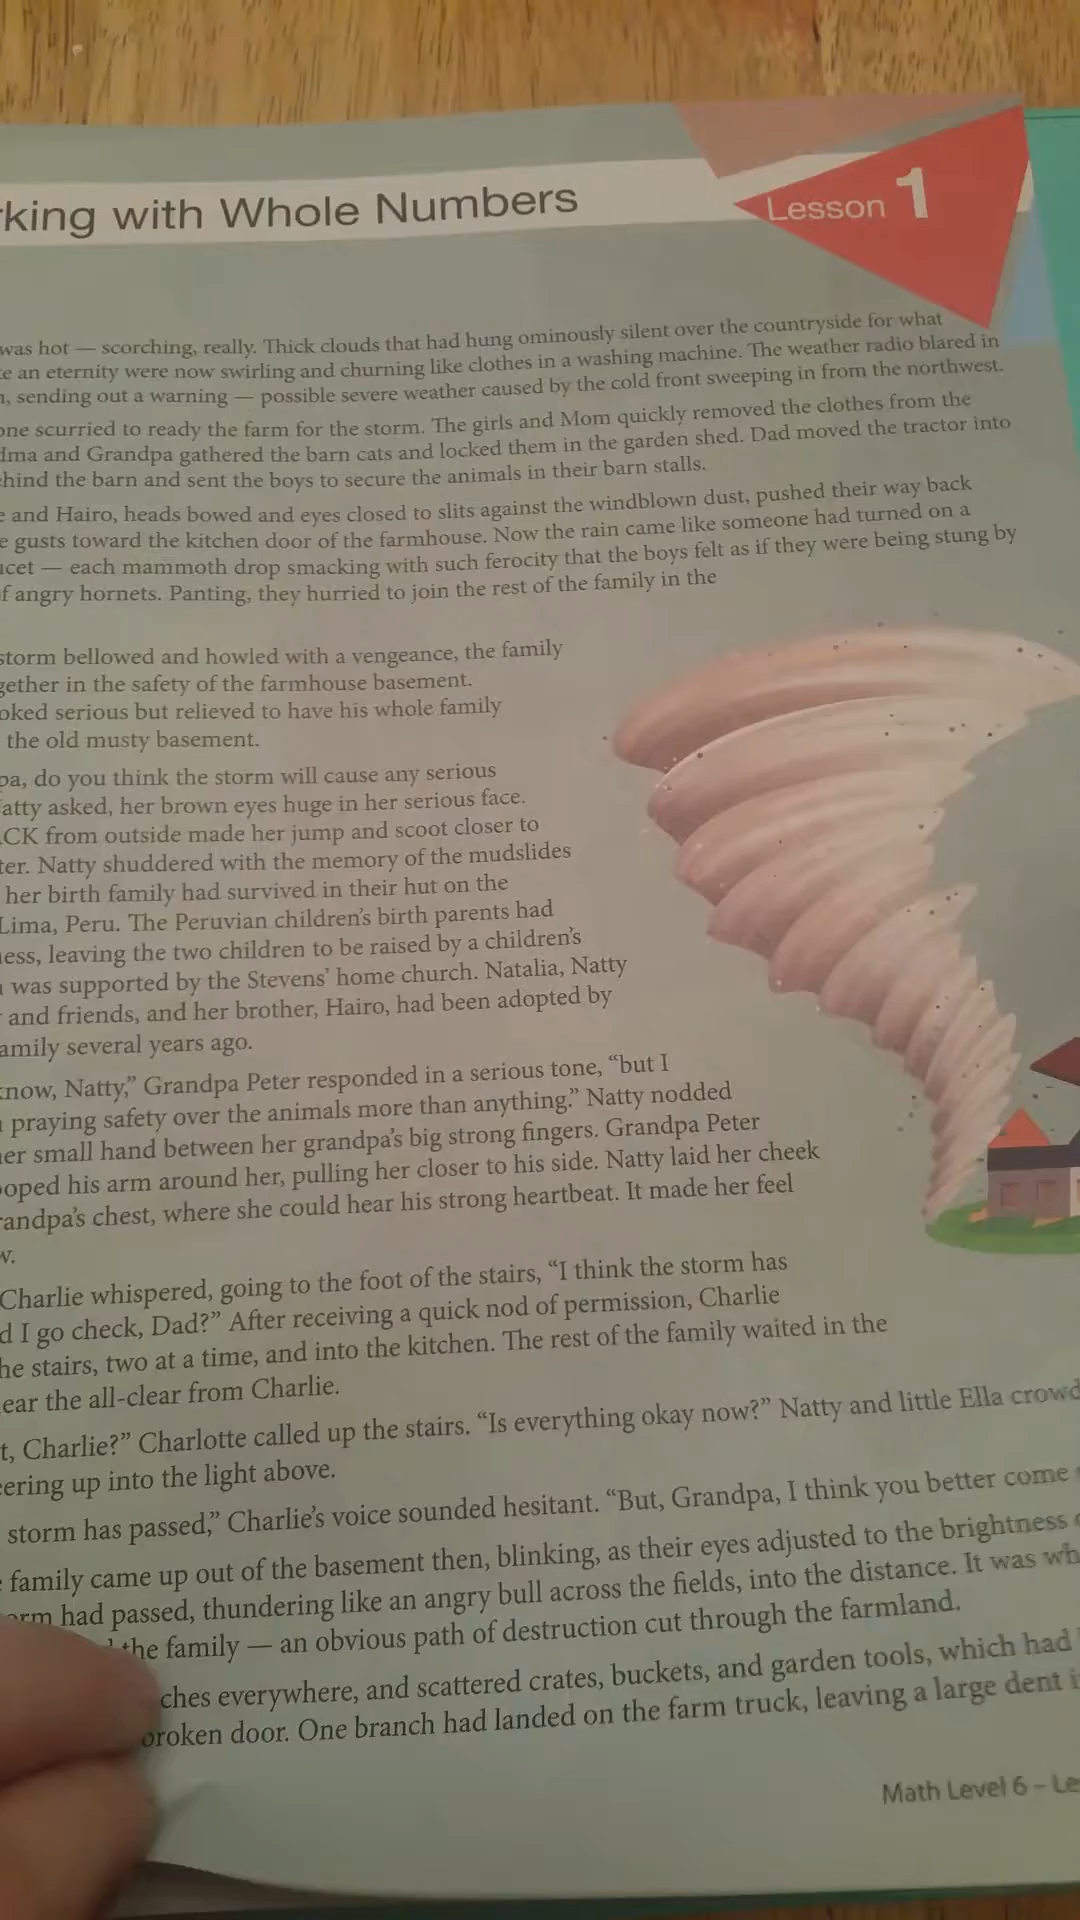 king with Whole Numbers
Lesson 1
was hot — scorching, really. Thick clouds that had hung ominously silent over the countryside for what
an eternity were now swirling and churning like clothes in a washing machine. The weather radio blared in
sending out a warning — possible severe weather caused by the cold front sweeping in from the northwest.
one scurried to ready the farm for the storm. The girls and Mom quickly removed the clothes from the
dma and Grandpa gathered the barn cats and locked them in the garden shed. Dad moved the tractor into
hind the barn and sent the boys to secure the animals in their barn stalls.
and Hairo, heads bowed and eyes closed to slits against the windblown dust, pushed their way back
gusts toward the kitchen door of the farmhouse. Now the rain came like someone had turned on a
cet — each mammoth drop smacking with such ferocity that the boys felt as if they were being stung by
f angry hornets. Panting, they hurried to join the rest of the family in the
storm bellowed and howled with a vengeance, the family
gether in the safety of the farmhouse basement.
oked serious but relieved to have his whole family
the old musty basement.
pa, do you think the storm will cause any serious
atty asked, her brown eyes huge in her serious face.
CK from outside made her jump and scoot closer to
ter. Natty shuddered with the memory of the mudslides
her birth family had survived in their hut on the
Lima, Peru. The Peruvian children's birth parents had
ness, leaving the two children to be raised by a children's
was supported by the Stevens' home church. Natalia, Natty
and friends, and her brother, Hairo, had been adopted by
amily several years ago.
know, Natty,” Grandpa Peter responded in a serious tone, “but I
praying safety over the animals more than anything.” Natty nodded
her small hand between her grandpa's big strong fingers. Grandpa Peter
ooped his arm around her, pulling her closer to his side. Natty laid her cheek
randpa's chest, where she could hear his strong heartbeat. It made her feel
w.
Charlie whispered, going to the foot of the stairs, “I think the storm has
d I go check, Dad?” After receiving a quick nod of permission, Charlie
he stairs, two at a time, and into the kitchen. The rest of the family waited in the
ear the all-clear from Charlie.
t, Charlie?” Charlotte called up the stairs. “Is everything okay now?” Natty and little Ella crowd
eering up into the light above.
storm has passed,” Charlie's voice sounded hesitant. “But, Grandpa, I think you better come
family came up out of the basement then, blinking, as their eyes adjusted to the brightness
orm had passed, thundering like an angry bull across the fields, into the distance. It was wh
the family — an obvious path of destruction cut through the farmland.
ches everywhere, and scattered crates, buckets, and garden tools, which had
broken door. One branch had landed on the farm truck, leaving a large dent i
Math Level 6 – Le